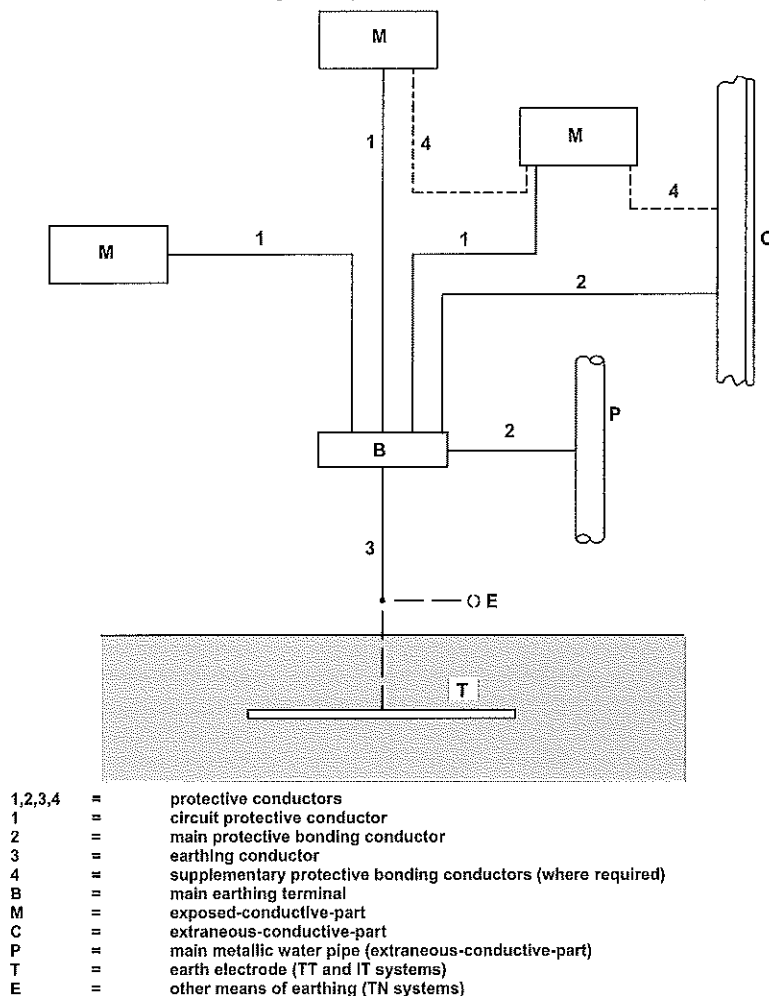 M
M
1
4
4
M
1
1
C
2
P
B
2
3
E
T
1,2,3,4 = protective conductors
1 = circuit protective conductor
2 = main protective bonding conductor
3 = earthing conductor
4 = supplementary protective bonding conductors (where required)
B = main earthing terminal
M = exposed-conductive-part
C = extraneous-conductive-part
P = main metallic water pipe (extraneous-conductive-part)
T = earth electrode (TT and IT systems)
E = other means of earthing (TN systems)